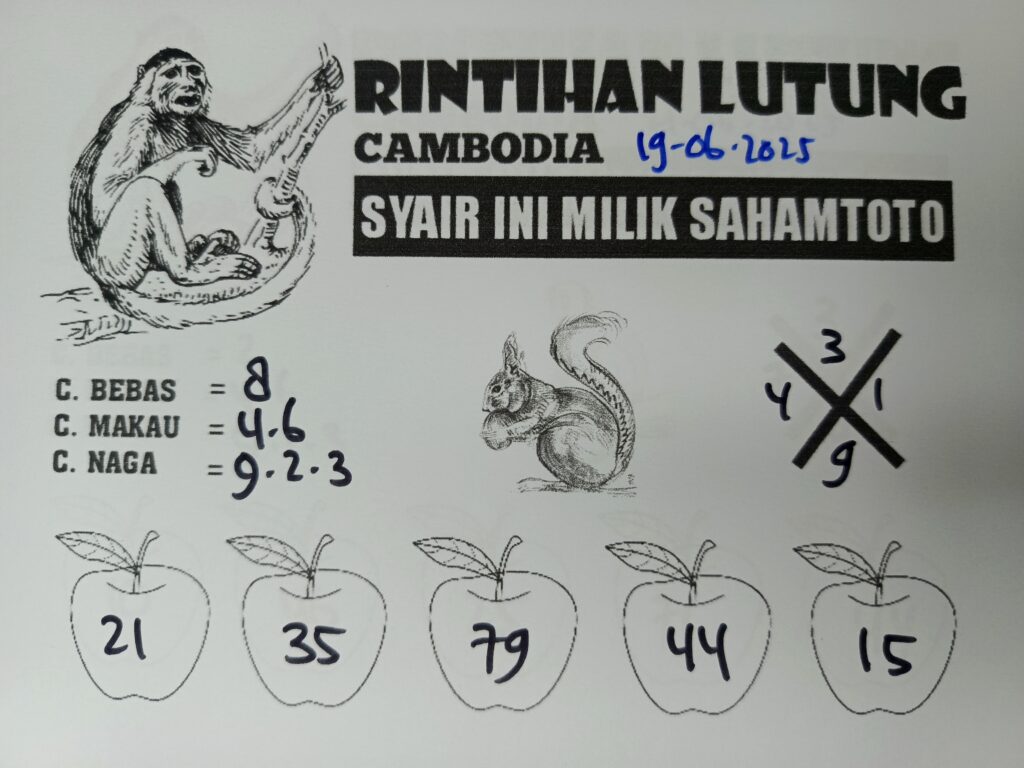 RINTIHAN LUTUNG
CAMBODIA 19-06-2025
SYAIR INI MILIK SAHAMTOTO
C. BEBAS = 8
C. MAKAU = 4.6
C. NAGA = 9.2.3
3
4 1
9
21 35 79 44 15